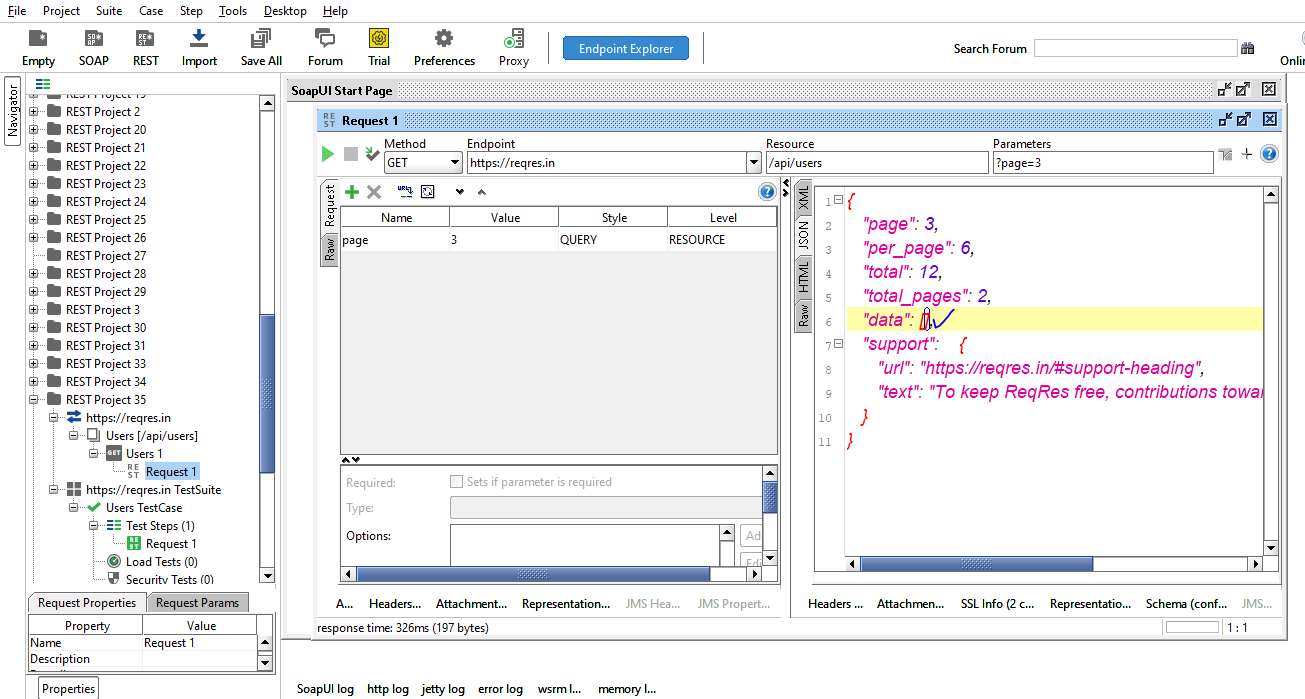 File Project Suite Case Step Tools Desktop Help
Empty SOAP REST Import Save All Forum Trial Preferences Proxy Endpoint Explorer Search Forum
Navigator
REST Project 2
REST Project 20
REST Project 21
REST Project 22
REST Project 23
REST Project 24
REST Project 25
REST Project 26
REST Project 27
REST Project 28
REST Project 29
REST Project 3
REST Project 30
REST Project 31
REST Project 33
REST Project 34
REST Project 35
https://reqres.in
Users [/api/users]
GET Users 1
REST Request 1
https://reqres.in TestSuite
Users TestCase
Test Steps (1)
REST Request 1
Load Tests (0)
Security Tests (0)
Request Properties Request Params
Property Value
Name Request 1
Description
Properties
SoapUI Start Page
REST Request 1
Method Endpoint Resource Parameters
GET https://reqres.in /api/users ?page=3
Request
Raw
Name Value Style Level
page 3 QUERY RESOURCE
Required: Sets if parameter is required
Type:
Options: Ad
Edi
A... Headers... Attachment... Representation... JMS Hea... JMS Propert...
response time: 326ms (197 bytes)
XML
JSON
HTML
Raw
1 {
2 "page": 3,
3 "per_page": 6,
4 "total": 12,
5 "total_pages": 2,
6 "data": [],
7 "support": {
8 "url": "https://reqres.in/#support-heading",
9 "text": "To keep ReqRes free, contributions towar
10 }
11 }
Headers ... Attachmen... SSL Info (2 c... Representatio... Schema (conf... JMS...
1 : 1
SoapUI log http log jetty log error log wsrm l... memory l...